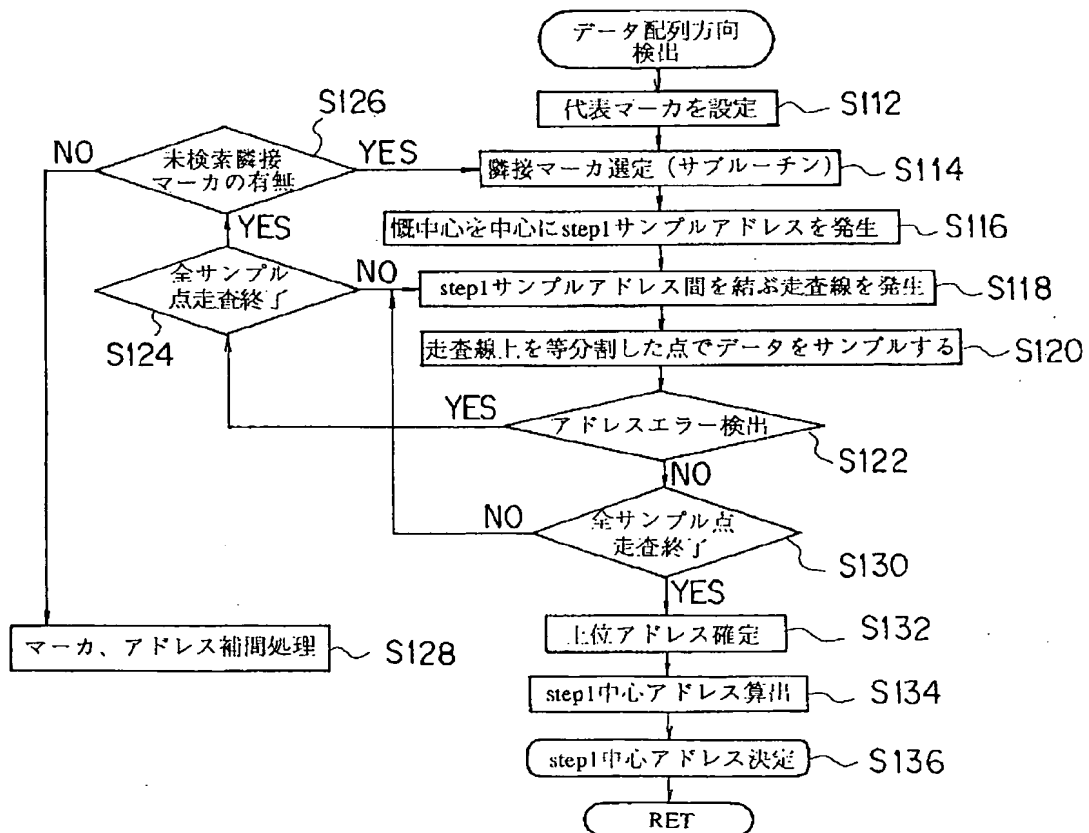 データ配列方向
検出
代表マーカを設定
S112
S126
NO
未検索隣接
マーカの有無
YES
隣接マーカ選定(サブルーチン)
S114
YES
慨中心を中心にstep1サンプルアドレスを発生
S116
全サンプル
点走査終了
NO
step1サンプルアドレス間を結ぶ走査線を発生
S118
S124
走査線上を等分割した点でデータをサンプルする
S120
YES
アドレスエラー検出
S122
NO
NO
全サンプル点
走査終了
S130
YES
マーカ、アドレス補間処理
S128
上位アドレス確定
S132
step1中心アドレス算出
S134
step1中心アドレス決定
S136
RET